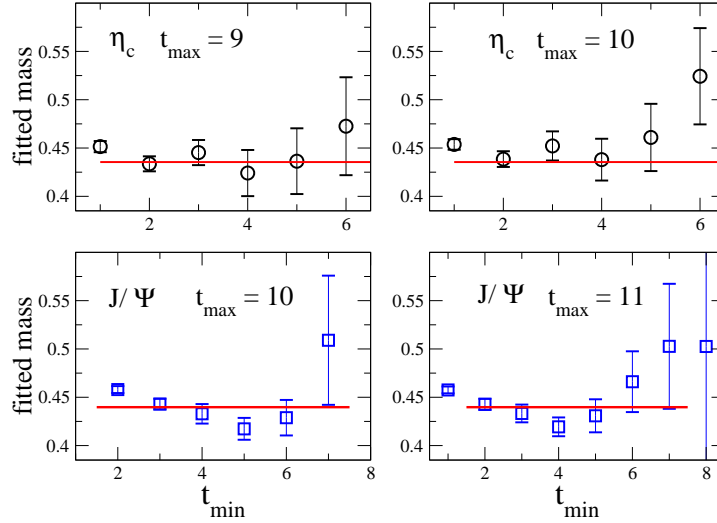 η_c t_max = 9
fitted mass
0.55
0.5
0.45
0.4
2 4 6
η_c t_max = 10
0.55
0.5
0.45
0.4
2 4 6
J/Ψ t_max = 10
fitted mass
0.55
0.5
0.45
0.4
2 4 6 8
t_min
J/Ψ t_max = 11
0.55
0.5
0.45
0.4
2 4 6 8
t_min